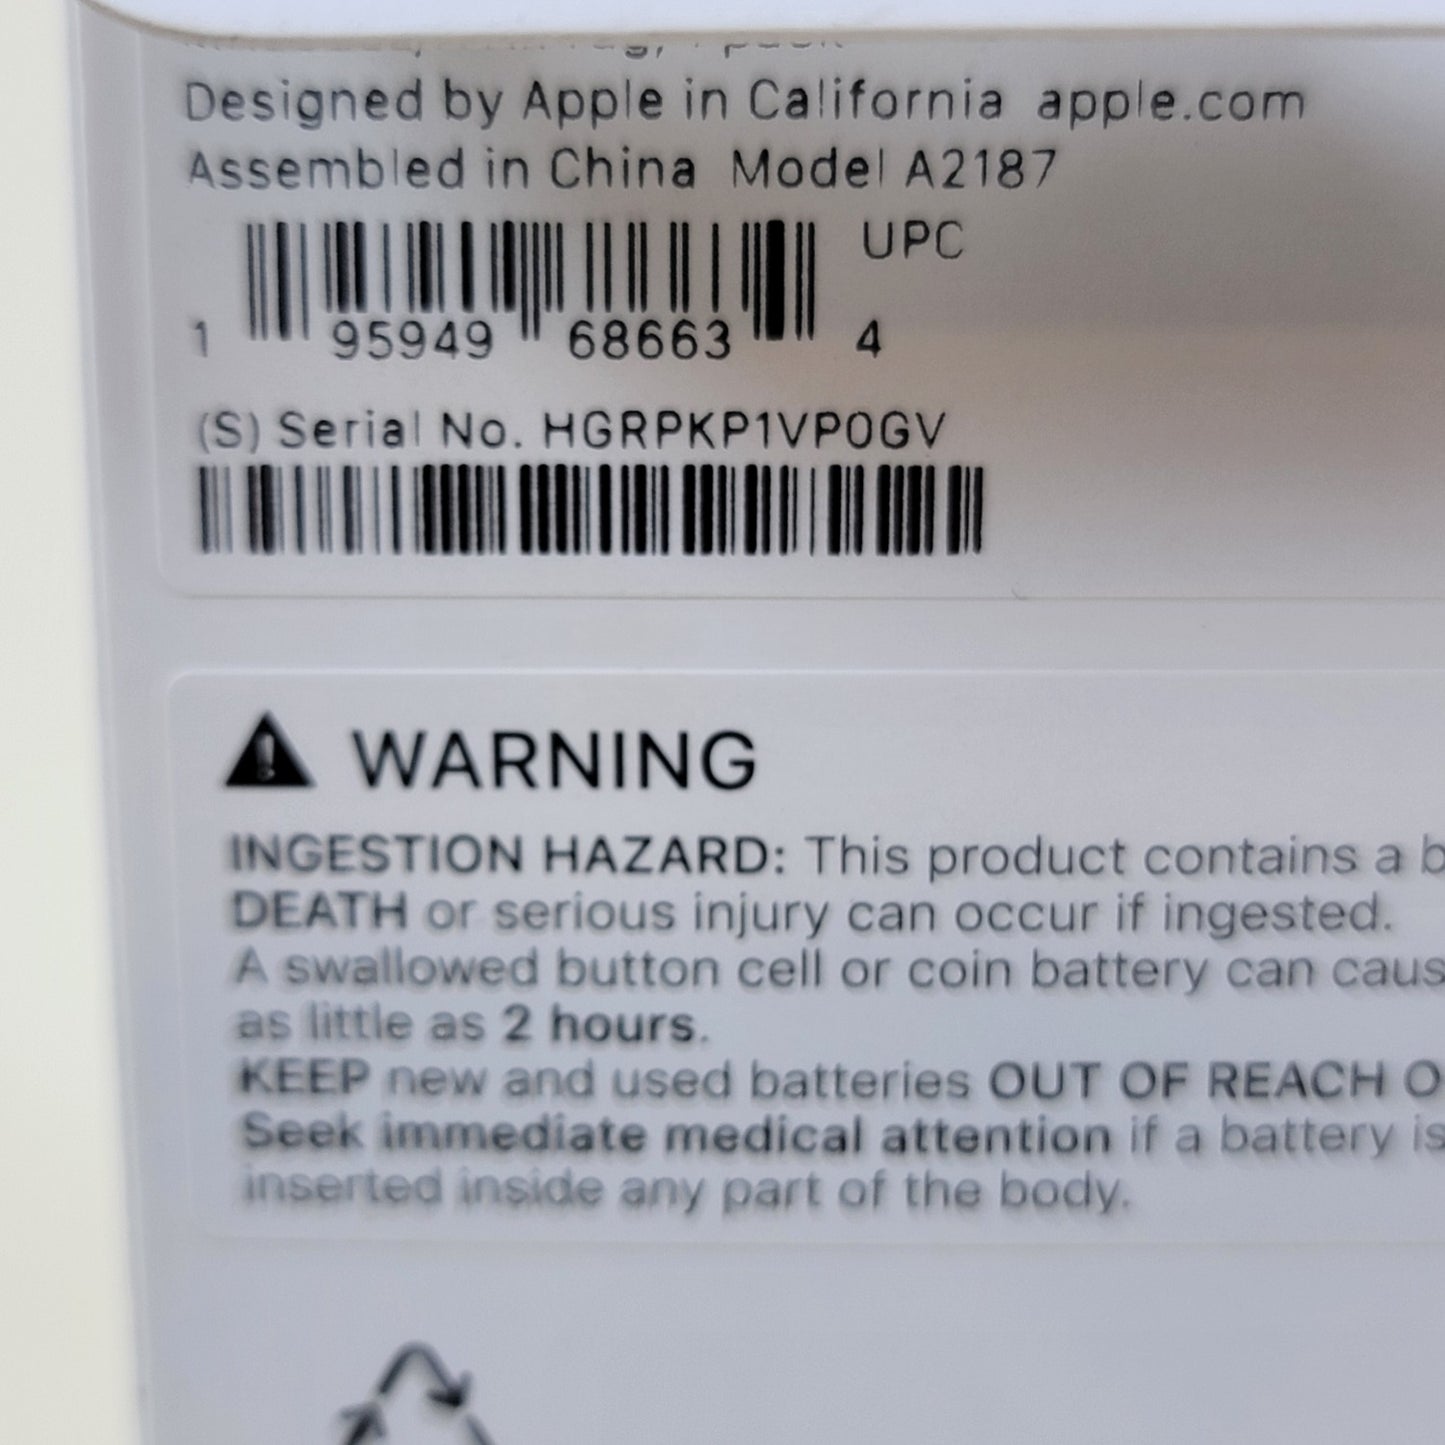 Designed by Apple in California apple.com
Assembled in China Model A2187
UPC
1 95949 68663 4
(S) Serial No. HGRPKP1VP0GV
WARNING
INGESTION HAZARD: This product contains a b
DEATH or serious injury can occur if ingested.
A swallowed button cell or coin battery can caus
as little as 2 hours.
KEEP new and used batteries OUT OF REACH O
Seek immediate medical attention if a battery is
inserted inside any part of the body.